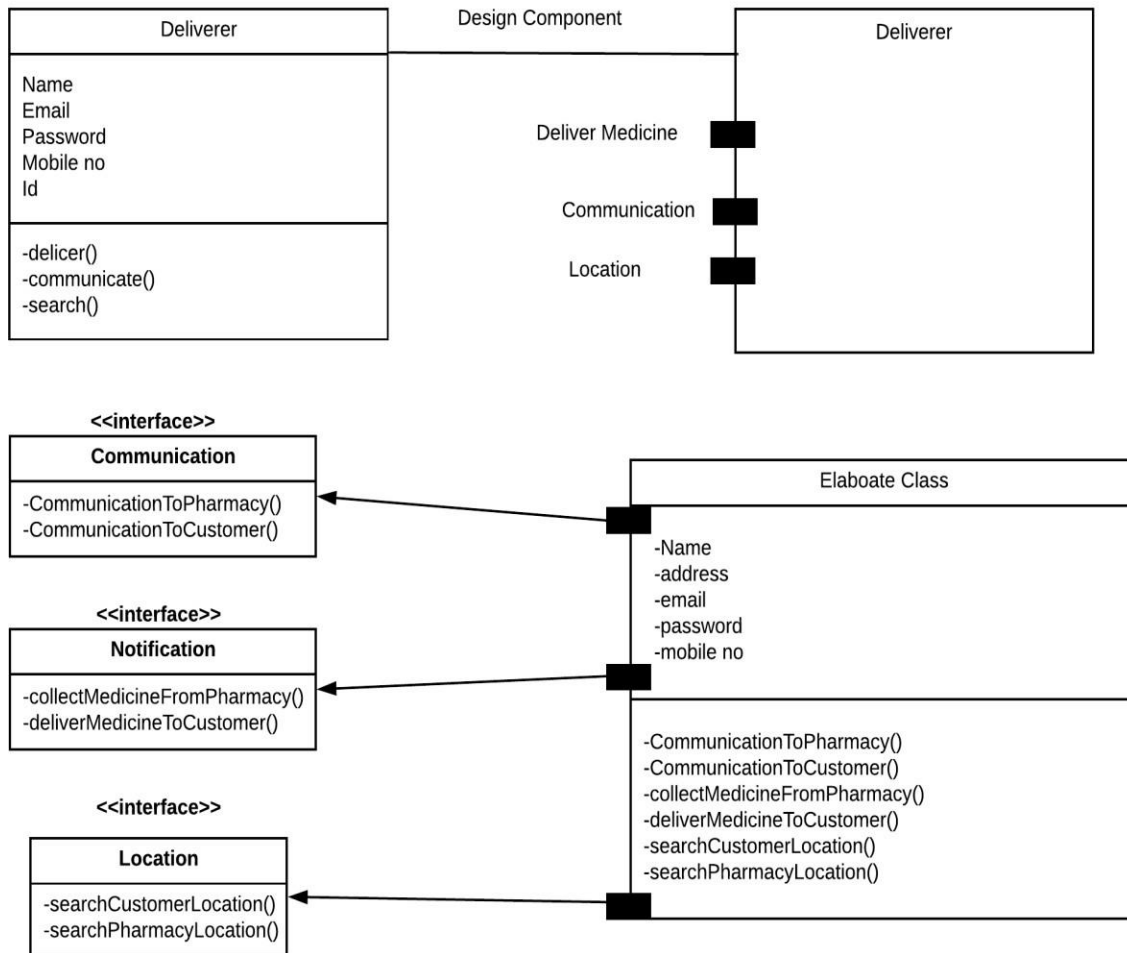 Deliverer
Name
Email
Password
Mobile no
Id
-delicer()
-communicate()
-search()
Design Component
Deliverer
Deliver Medicine
Communication
Location
<<interface>>
Communication
-CommunicationToPharmacy()
-CommunicationToCustomer()
<<interface>>
Notification
-collectMedicineFromPharmacy()
-deliverMedicineToCustomer()
<<interface>>
Location
-searchCustomerLocation()
-searchPharmacyLocation()
Elaboate Class
-Name
-address
-email
-password
-mobile no
-CommunicationToPharmacy()
-CommunicationToCustomer()
-collectMedicineFromPharmacy()
-deliverMedicineToCustomer()
-searchCustomerLocation()
-searchPharmacyLocation()